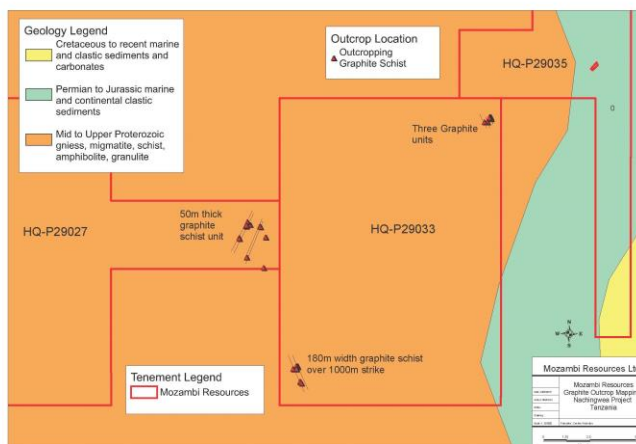 Geology Legend
Cretaceous to recent marine
and clastic sediments and
carbonates
Permian to Jurassic marine
and continental clastic
sediments
Mid to Upper Proterozoic
gniess, migmatite, schist,
amphibolite, granulite
Outcrop Location
Outcropping
Graphite Schist
HQ-P29035
0
Three Graphite
units
50m thick
graphite
schist unit
HQ-P29027
HQ-P29033
180m width graphite schist
over 1000m strike
Tenement Legend
Mozambi Resources
N
W
E
S
Mozambi Resources Lt
Mozambi Resources
Graphite Outcrop Mappin
Nachingwea Project
Tanzania